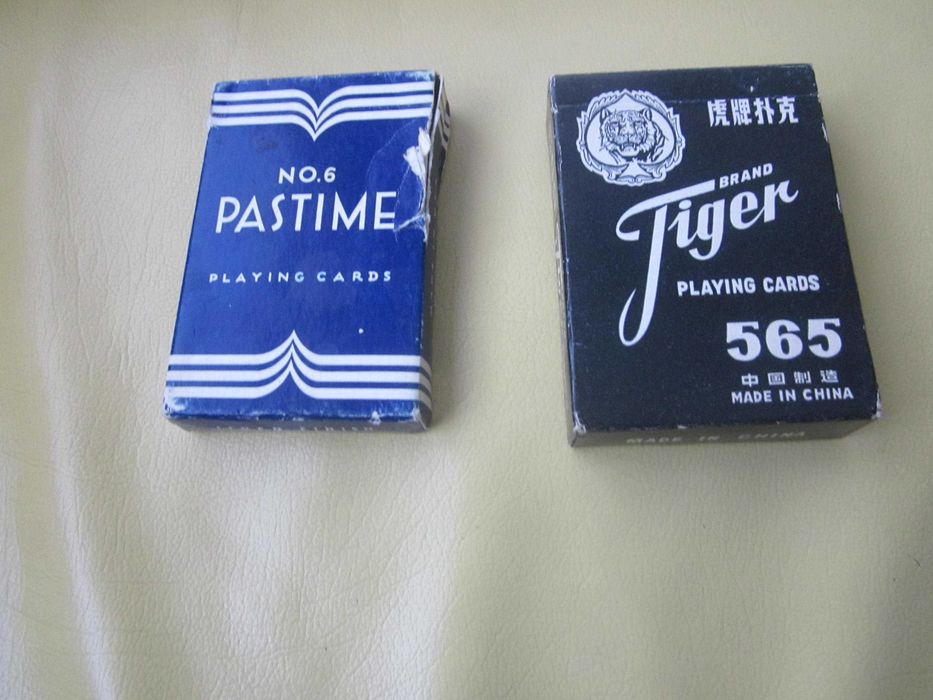 NO.6
PASTIME
PLAYING CARDS
虎牌扑克
BRAND
Tiger
PLAYING CARDS
565
中国制造
MADE IN CHINA
MADE IN CHINA